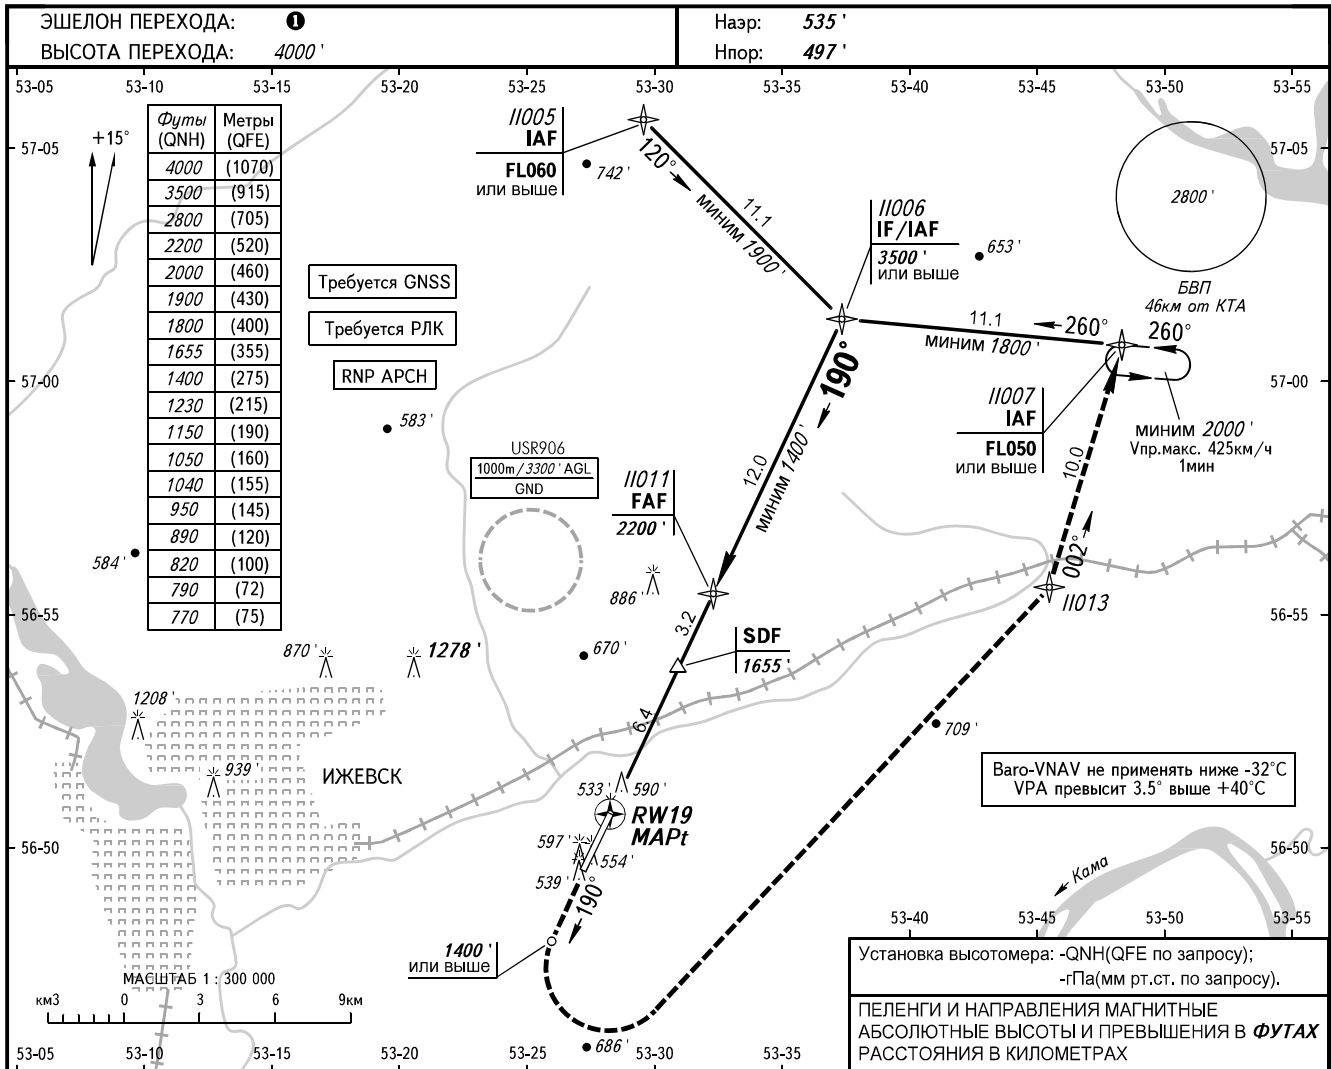 ЭШЕЛОН ПЕРЕХОДА: 1
ВЫСОТА ПЕРЕХОДА: 4000 '
Наэр: 535 '
Нпор: 497 '
53-05 53-10 53-15 53-20 53-25 53-30 53-35 53-40 53-45 53-50 53-55
57-05
57-00
56-55
56-50
+15°
Футы (QNH) Метры (QFE)
4000 (1070)
3500 (915)
2800 (705)
2200 (520)
2000 (460)
1900 (430)
1800 (400)
1655 (355)
1400 (275)
1230 (215)
1150 (190)
1050 (160)
1040 (155)
950 (145)
890 (120)
820 (100)
790 (72)
770 (75)
Требуется GNSS
Требуется РЛК
RNP APCH
II005
IAF
FL060
или выше
742 '
120°
11.1
миним 1900'
II006
IF/IAF
3500 '
или выше
653 '
57-05
2800 '
БВП
46км от КТА
11.1
миним 1800'
260°
260°
190°
II007
IAF
FL050
или выше
57-00
миним 2000 '
Vпр.макс. 425км/ч
1мин
12.0
миним 1400'
10.0
002°
583 '
USR906
1000m/3300' AGL
GND
II011
FAF
2200 '
584 '
886 '
II013
56-55
3.2
SDF
1655 '
670 '
870 '
1278 '
1208 '
939 '
ИЖЕВСК
6.4
709 '
Baro-VNAV не применять ниже -32°C
VPA превысит 3.5° выше +40°C
533 '
590 '
RW19
MAPt
597 '
554 '
539 '
190°
56-50
Кама
1400 '
или выше
53-40 53-45 53-50 53-55
МАСШТАБ 1 : 300 000
км3 0 3 6 9км
686 '
Установка высотомера: -QNH(QFE по запросу);
-гПа(мм рт.ст. по запросу).
ПЕЛЕНГИ И НАПРАВЛЕНИЯ МАГНИТНЫЕ
АБСОЛЮТНЫЕ ВЫСОТЫ И ПРЕВЫШЕНИЯ В ФУТАХ
РАССТОЯНИЯ В КИЛОМЕТРАХ
53-05 53-10 53-15 53-20 53-25 53-30 53-35